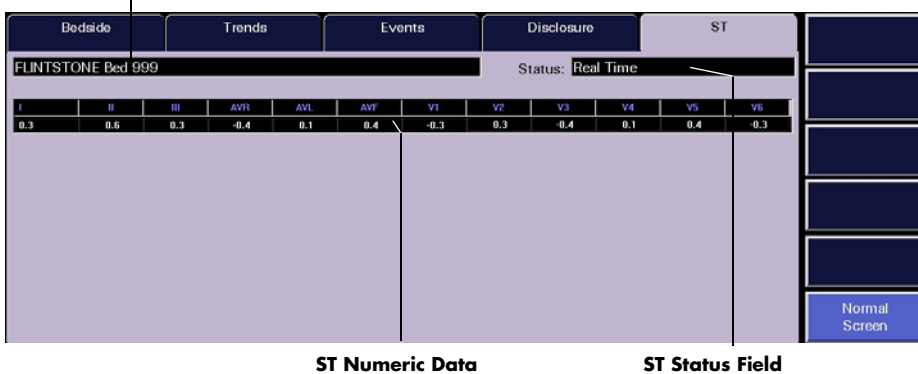 Bedside Trends Events Disclosure ST
FLINTSTONE Bed 999 Status: Real Time
I II III AVR AVL AVF V1 V2 V3 V4 V5 V6
0.3 0.6 0.3 -0.4 0.1 0.4 -0.3 0.3 -0.4 0.1 0.4 -0.3
Normal
Screen
ST Numeric Data ST Status Field